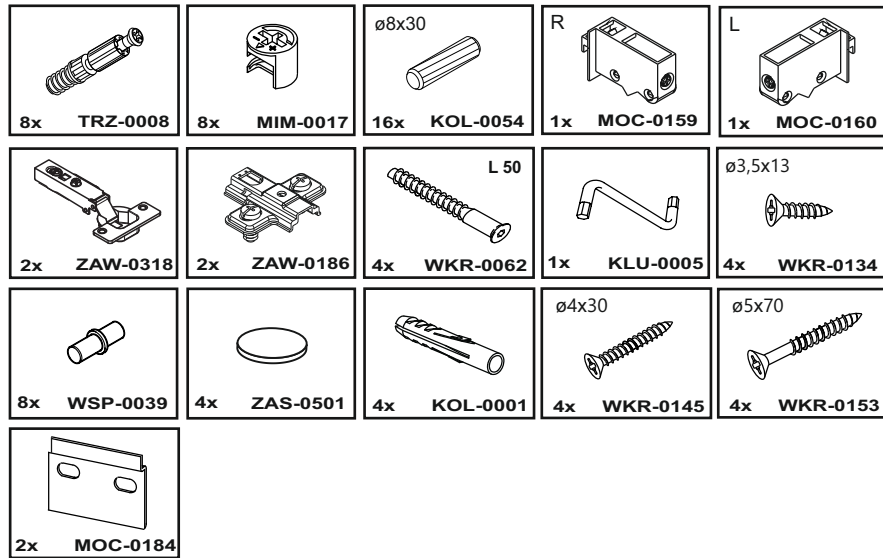 8x TRZ-0008
8x MIM-0017
ø8x30
16x KOL-0054
R
1x MOC-0159
L
1x MOC-0160
2x ZAW-0318
2x ZAW-0186
L 50
4x WKR-0062
1x KLU-0005
ø3,5x13
4x WKR-0134
8x WSP-0039
4x ZAS-0501
4x KOL-0001
ø4x30
4x WKR-0145
ø5x70
4x WKR-0153
2x MOC-0184